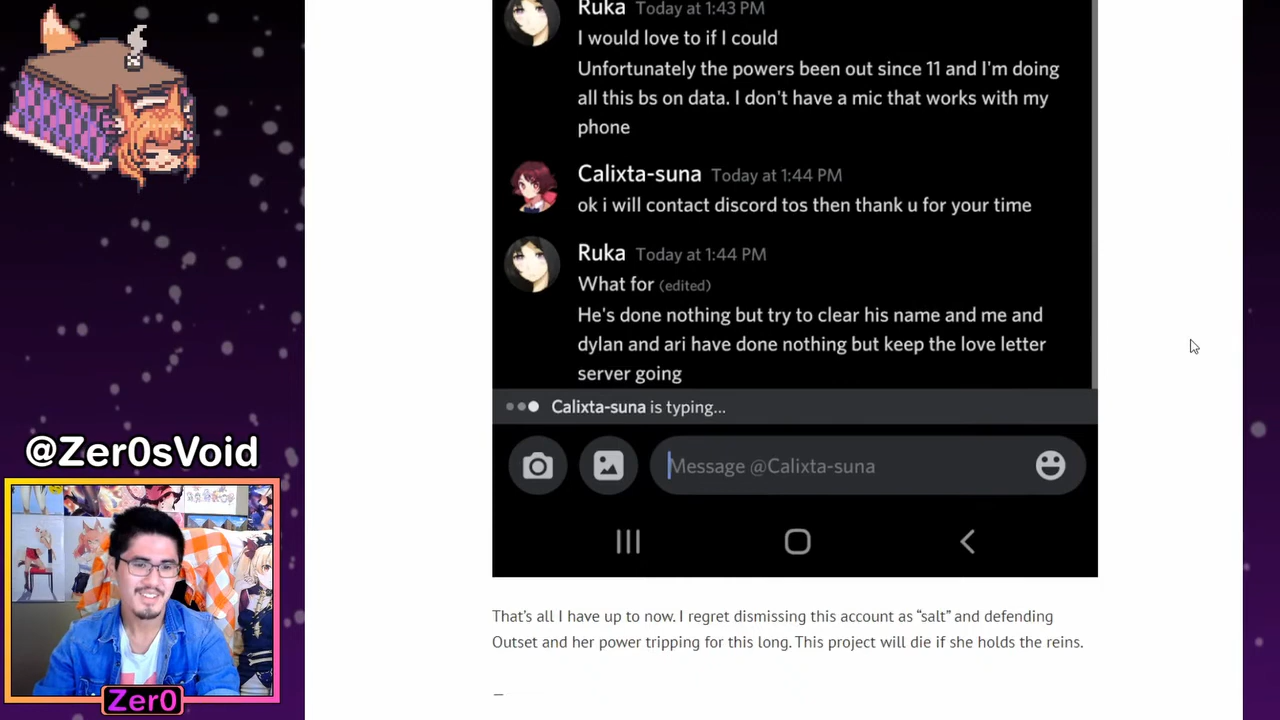 Ruka Today at 1:43 PM
I would love to if I could
Unfortunately the powers been out since 11 and I'm doing
all this bs on data. I don't have a mic that works with my
phone
Calixta-suna Today at 1:44 PM
ok i will contact discord tos then thank u for your time
Ruka Today at 1:44 PM
What for (edited)
He's done nothing but try to clear his name and me and
dylan and ari have done nothing but keep the love letter
server going
Calixta-suna is typing...
Message @Calixta-suna
That's all I have up to now. I regret dismissing this account as “salt” and defending
Outset and her power tripping for this long. This project will die if she holds the reins.
–
@Zer0sVoid
Zer0